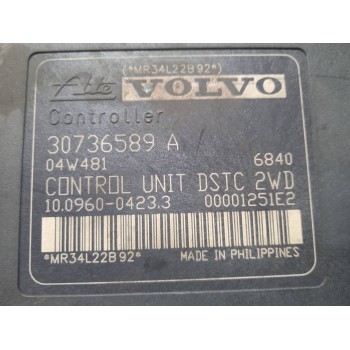 (*MR34L22B92*)
Ate VOLVO
Controller
30736589 A
04W481 6840
CONTROL UNIT DSTC 2WD
10.0960-0423.3 00001251E2
*MR34L22B92* MADE IN PHILIPPINES